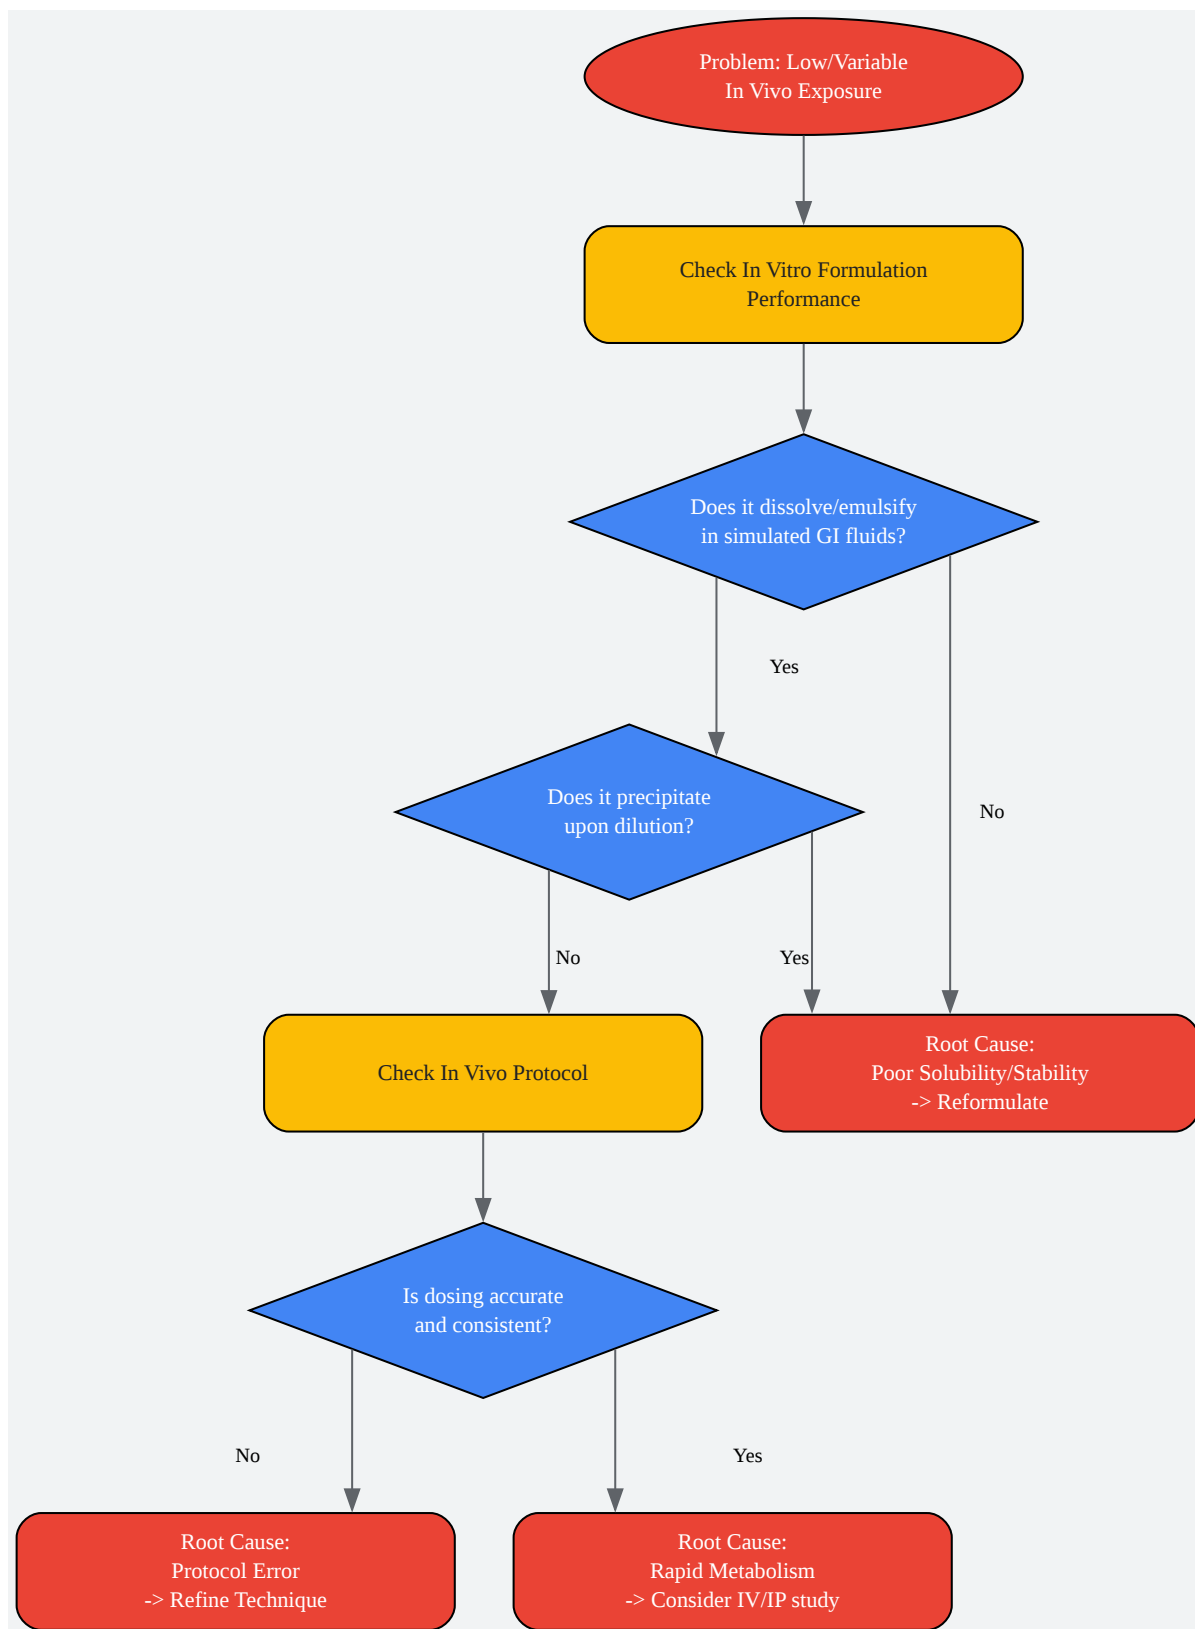 Problem: Low/Variable
In Vivo Exposure
Check In Vitro Formulation
Performance
Does it dissolve/emulsify
in simulated GI fluids?
Yes
Does it precipitate
upon dilution?
No
No
Yes
Check In Vivo Protocol
Root Cause:
Poor Solubility/Stability
-> Reformulate
Is dosing accurate
and consistent?
No
Yes
Root Cause:
Protocol Error
-> Refine Technique
Root Cause:
Rapid Metabolism
-> Consider IV/IP study